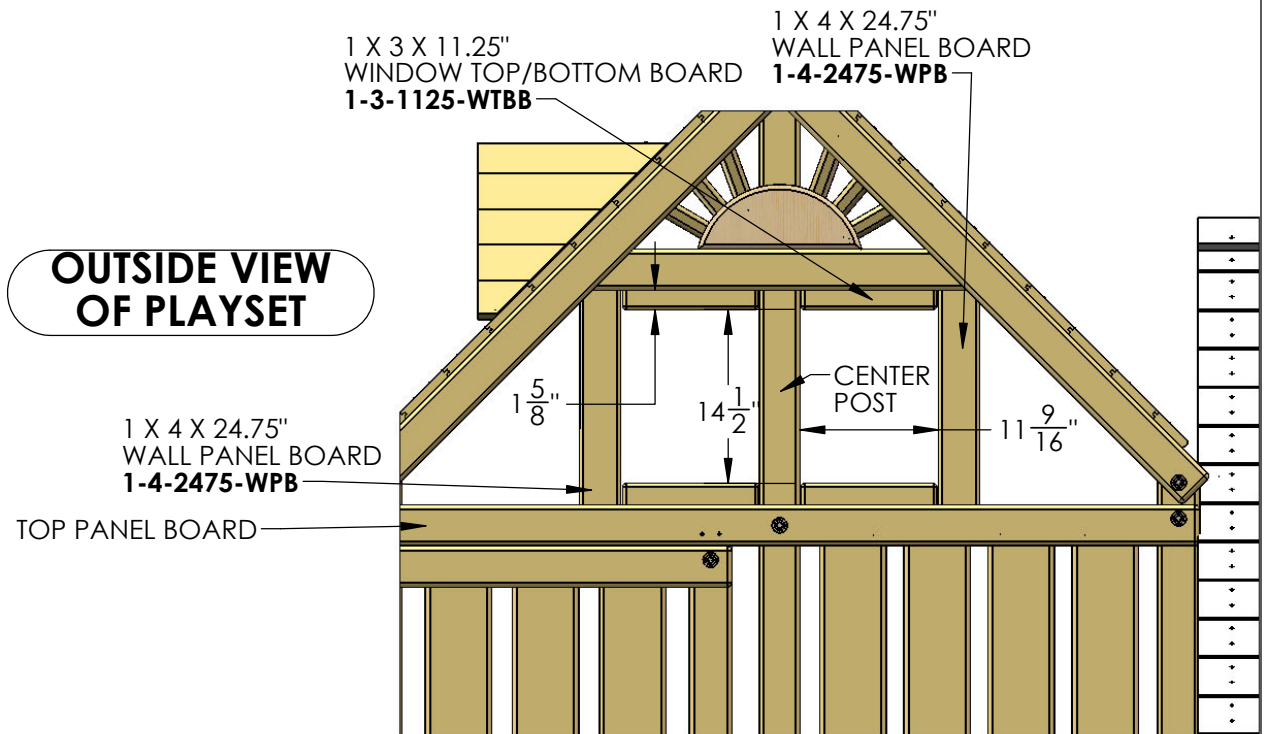 1 X 4 X 24.75"
WALL PANEL BOARD
1-4-2475-WPB
1 X 3 X 11.25"
WINDOW TOP/BOTTOM BOARD
1-3-1125-WTBB
OUTSIDE VIEW
OF PLAYSET
1 5/8"
14 1/2"
CENTER
POST
11 9/16"
1 X 4 X 24.75"
WALL PANEL BOARD
1-4-2475-WPB
TOP PANEL BOARD